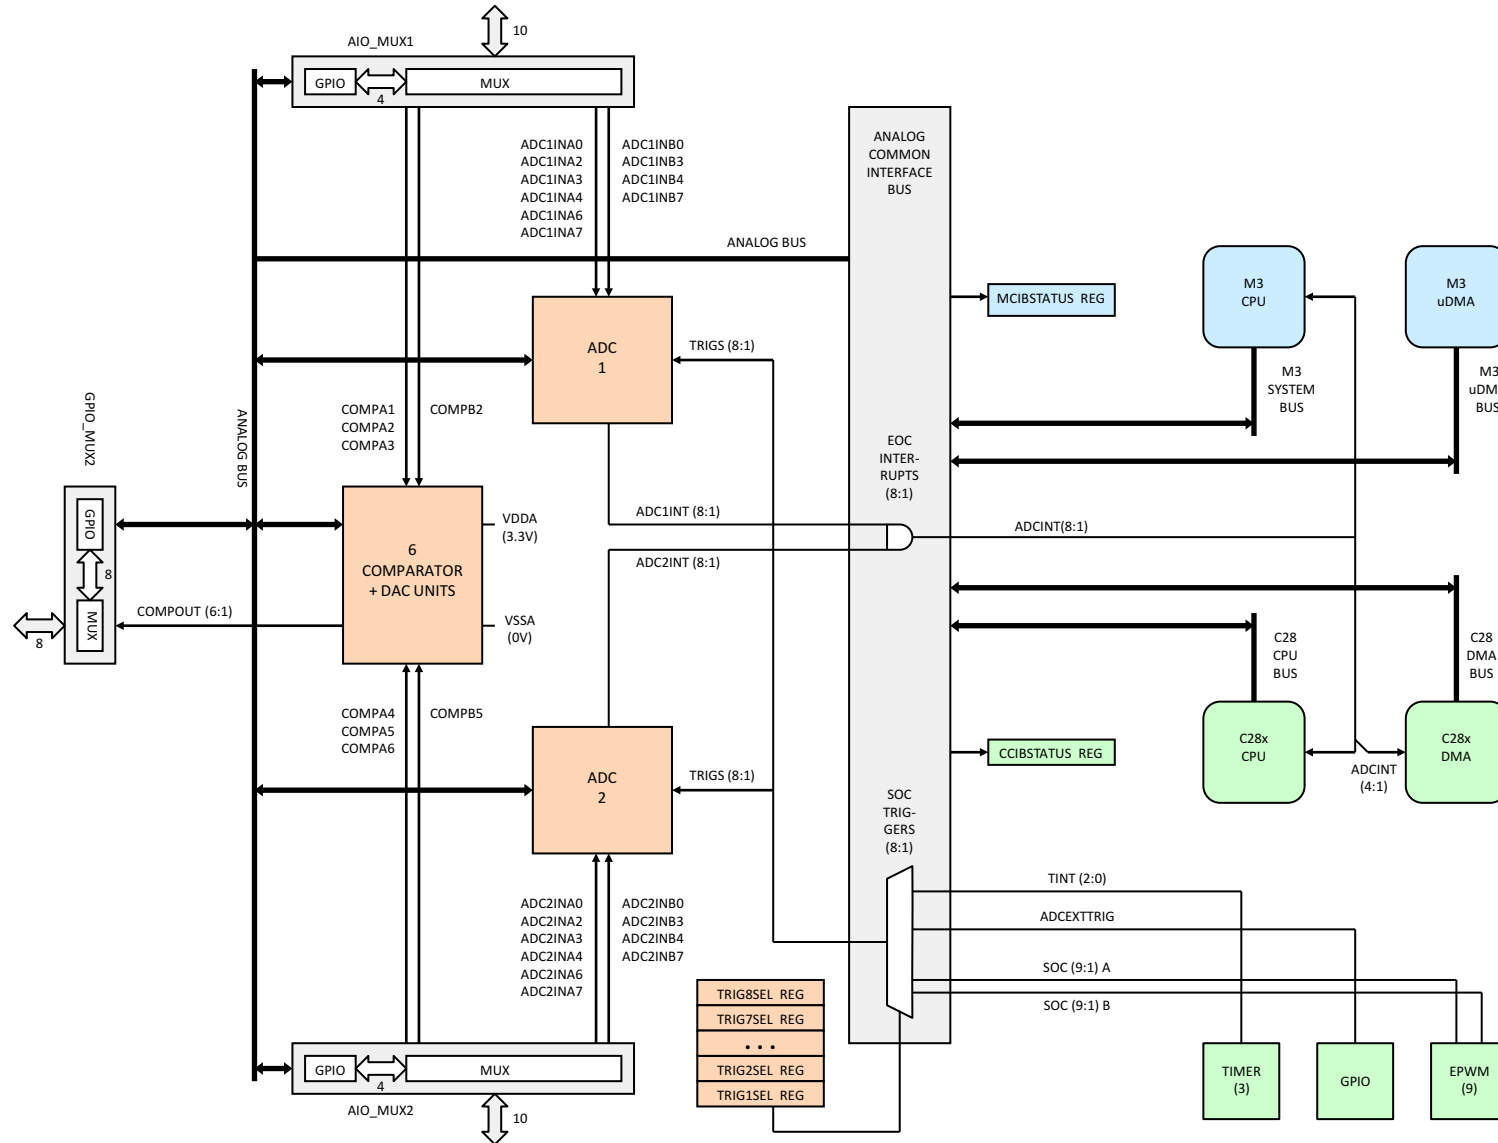 10
AIO_MUX1
GPIO
4
MUX
ADC1INA0
ADC1INA2
ADC1INA3
ADC1INA4
ADC1INA6
ADC1INA7
ADC1INB0
ADC1INB3
ADC1INB4
ADC1INB7
ANALOG
COMMON
INTERFACE
BUS
ANALOG BUS
MCIBSTATUS REG
M3
CPU
M3
uDMA
ADC
1
TRIGS (8:1)
M3
SYSTEM
BUS
M3
uDM
BUS
GPIO_MUX2
ANALOG BUS
COMPA1
COMPA2
COMPA3
COMPB2
EOC
INTER-
RUPTS
(8:1)
GPIO
8
MUX
8
COMPOUT (6:1)
6
COMPARATOR
+ DAC UNITS
VDDA
(3.3V)
VSSA
(0V)
ADC1INT (8:1)
ADC2INT (8:1)
ADCINT(8:1)
C28
CPU
BUS
C28
DMA
BUS
COMPA4
COMPA5
COMPA6
COMPB5
ADC
2
TRIGS (8:1)
CCIBSTATUS REG
C28x
CPU
ADCINT
(4:1)
C28x
DMA
SOC
TRIG-
GERS
(8:1)
ADC2INA0
ADC2INA2
ADC2INA3
ADC2INA4
ADC2INA6
ADC2INA7
ADC2INB0
ADC2INB3
ADC2INB4
ADC2INB7
TINT (2:0)
ADCEXTTRIG
SOC (9:1) A
SOC (9:1) B
TRIG8SEL REG
TRIG7SEL REG
. . .
TRIG2SEL REG
TRIG1SEL REG
TIMER
(3)
GPIO
EPWM
(9)
GPIO
4
MUX
AIO_MUX2
10